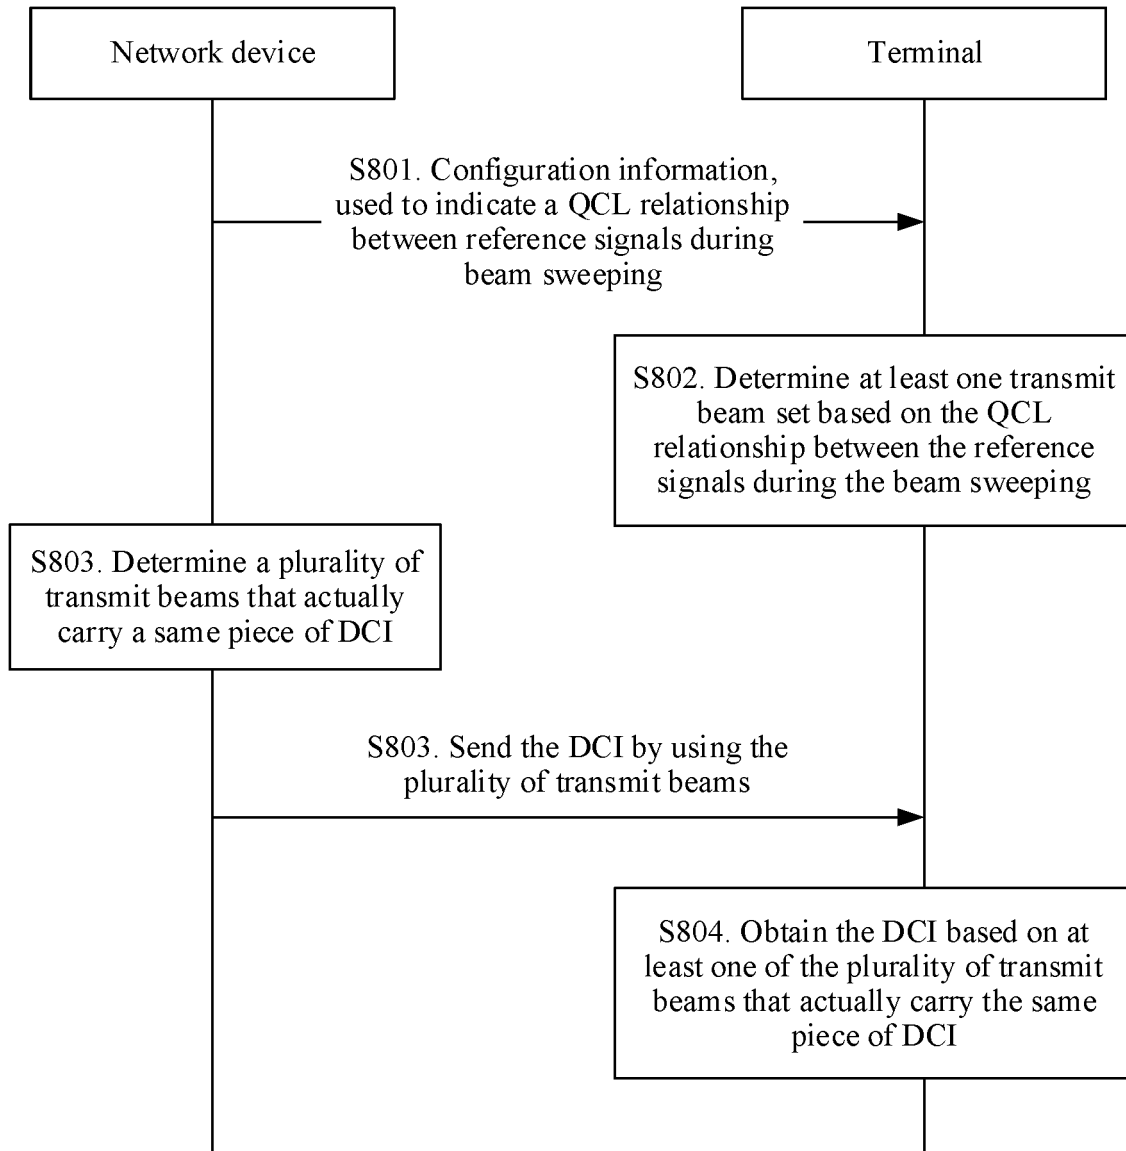 Network device
Terminal
S801. Configuration information,
used to indicate a QCL relationship
between reference signals during
beam sweeping
S802. Determine at least one transmit
beam set based on the QCL
relationship between the reference
signals during the beam sweeping
S803. Determine a plurality of
transmit beams that actually
carry a same piece of DCI
S803. Send the DCI by using the
plurality of transmit beams
S804. Obtain the DCI based on at
least one of the plurality of transmit
beams that actually carry the same
piece of DCI